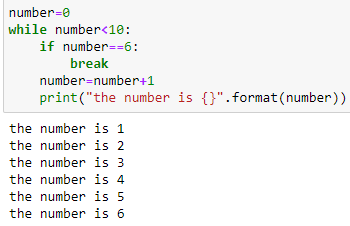 number=0
while number<10:
    if number==6:
        break
    number=number+1
    print("the number is {}".format(number))
the number is 1
the number is 2
the number is 3
the number is 4
the number is 5
the number is 6